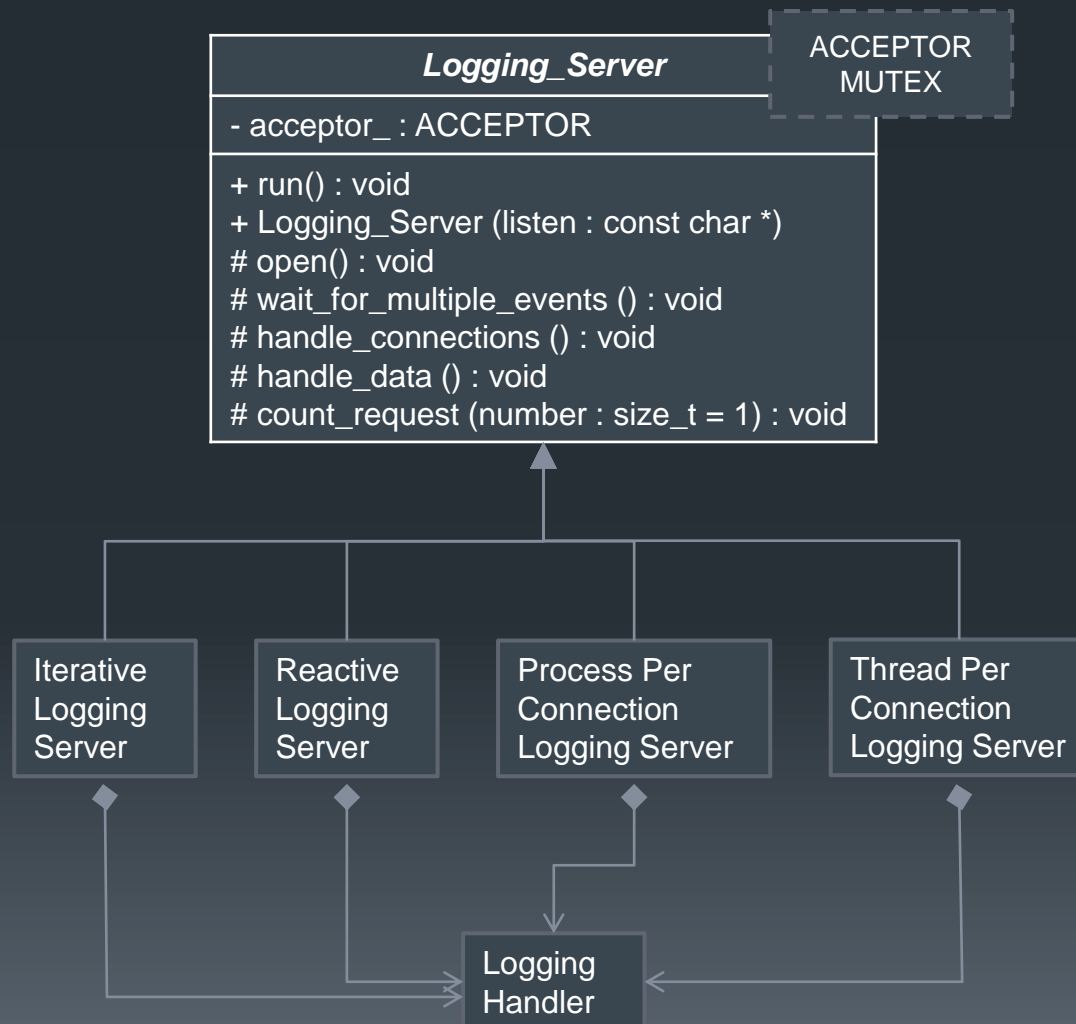 Logging_Server
ACCEPTOR
MUTEX
- acceptor_ : ACCEPTOR
+ run() : void
+ Logging_Server (listen : const char *)
# open() : void
# wait_for_multiple_events () : void
# handle_connections () : void
# handle_data () : void
# count_request (number : size_t = 1) : void
Iterative
Logging
Server
Reactive
Logging
Server
Process Per
Connection
Logging Server
Thread Per
Connection
Logging Server
Logging
Handler